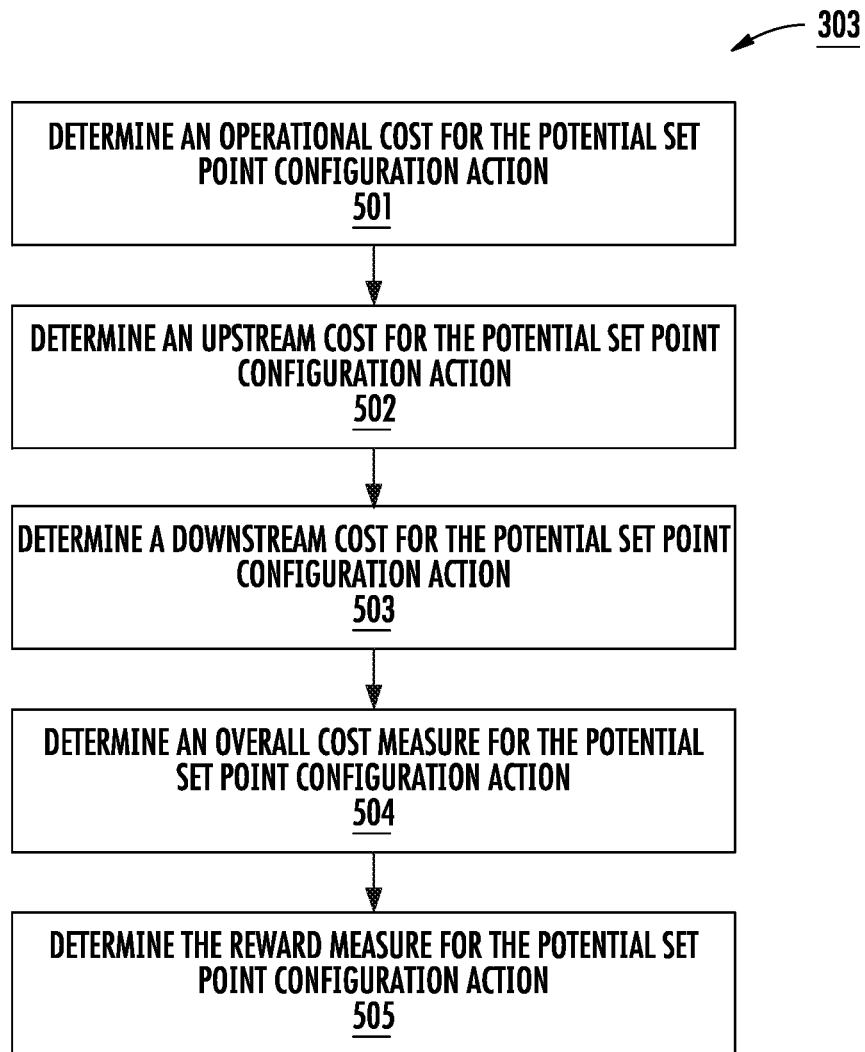 303
DETERMINE AN OPERATIONAL COST FOR THE POTENTIAL SET
POINT CONFIGURATION ACTION
501
DETERMINE AN UPSTREAM COST FOR THE POTENTIAL SET POINT
CONFIGURATION ACTION
502
DETERMINE A DOWNSTREAM COST FOR THE POTENTIAL SET POINT
CONFIGURATION ACTION
503
DETERMINE AN OVERALL COST MEASURE FOR THE POTENTIAL
SET POINT CONFIGURATION ACTION
504
DETERMINE THE REWARD MEASURE FOR THE POTENTIAL SET
POINT CONFIGURATION ACTION
505